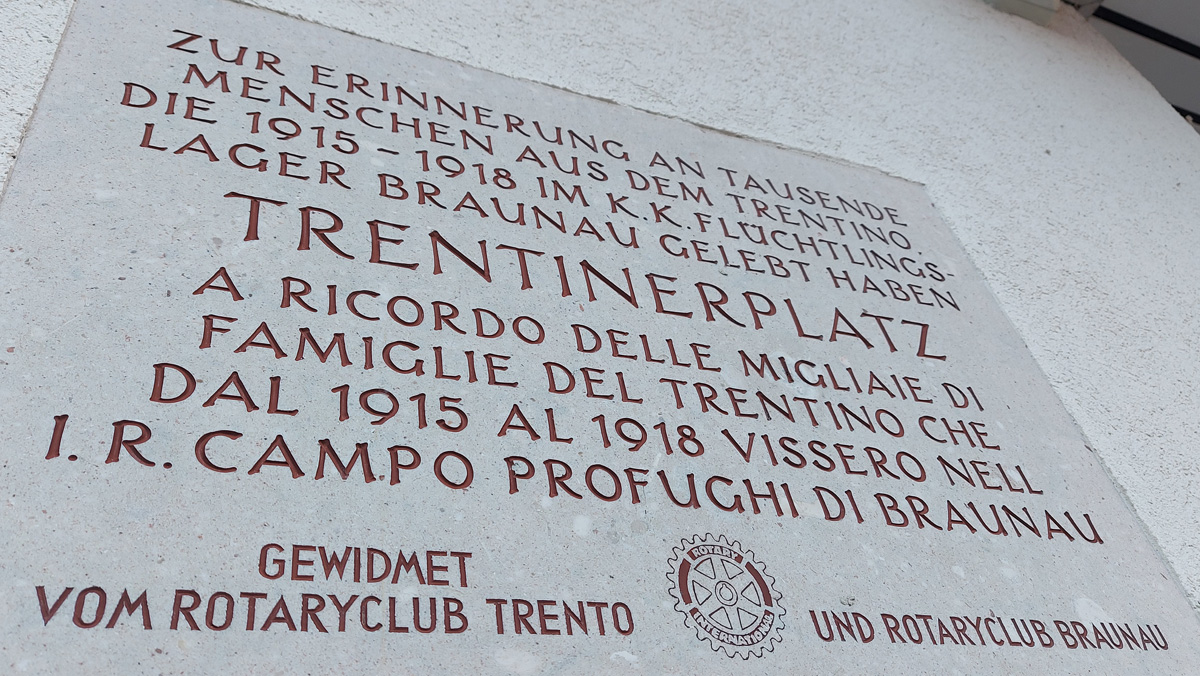 ZUR ERINNERUNG AN TAUSENDE
MENSCHEN AUS DEM TRENTINO
DIE 1915-1918 IM K.K. FLÜCHTLINGS-
LAGER BRAUNAU GELEBT HABEN
TRENTINERPLATZ
A RICORDO DELLE MIGLIAIE DI
FAMIGLIE DEL TRENTINO CHE
DAL 1915 AL 1918 VISSERO NELL
I. R. CAMPO PROFUGHI DI BRAUNAU
GEWIDMET
VOM ROTARYCLUB TRENTO
ROTARY
INTERNATIONAL
UND ROTARYCLUB BRAUNAU